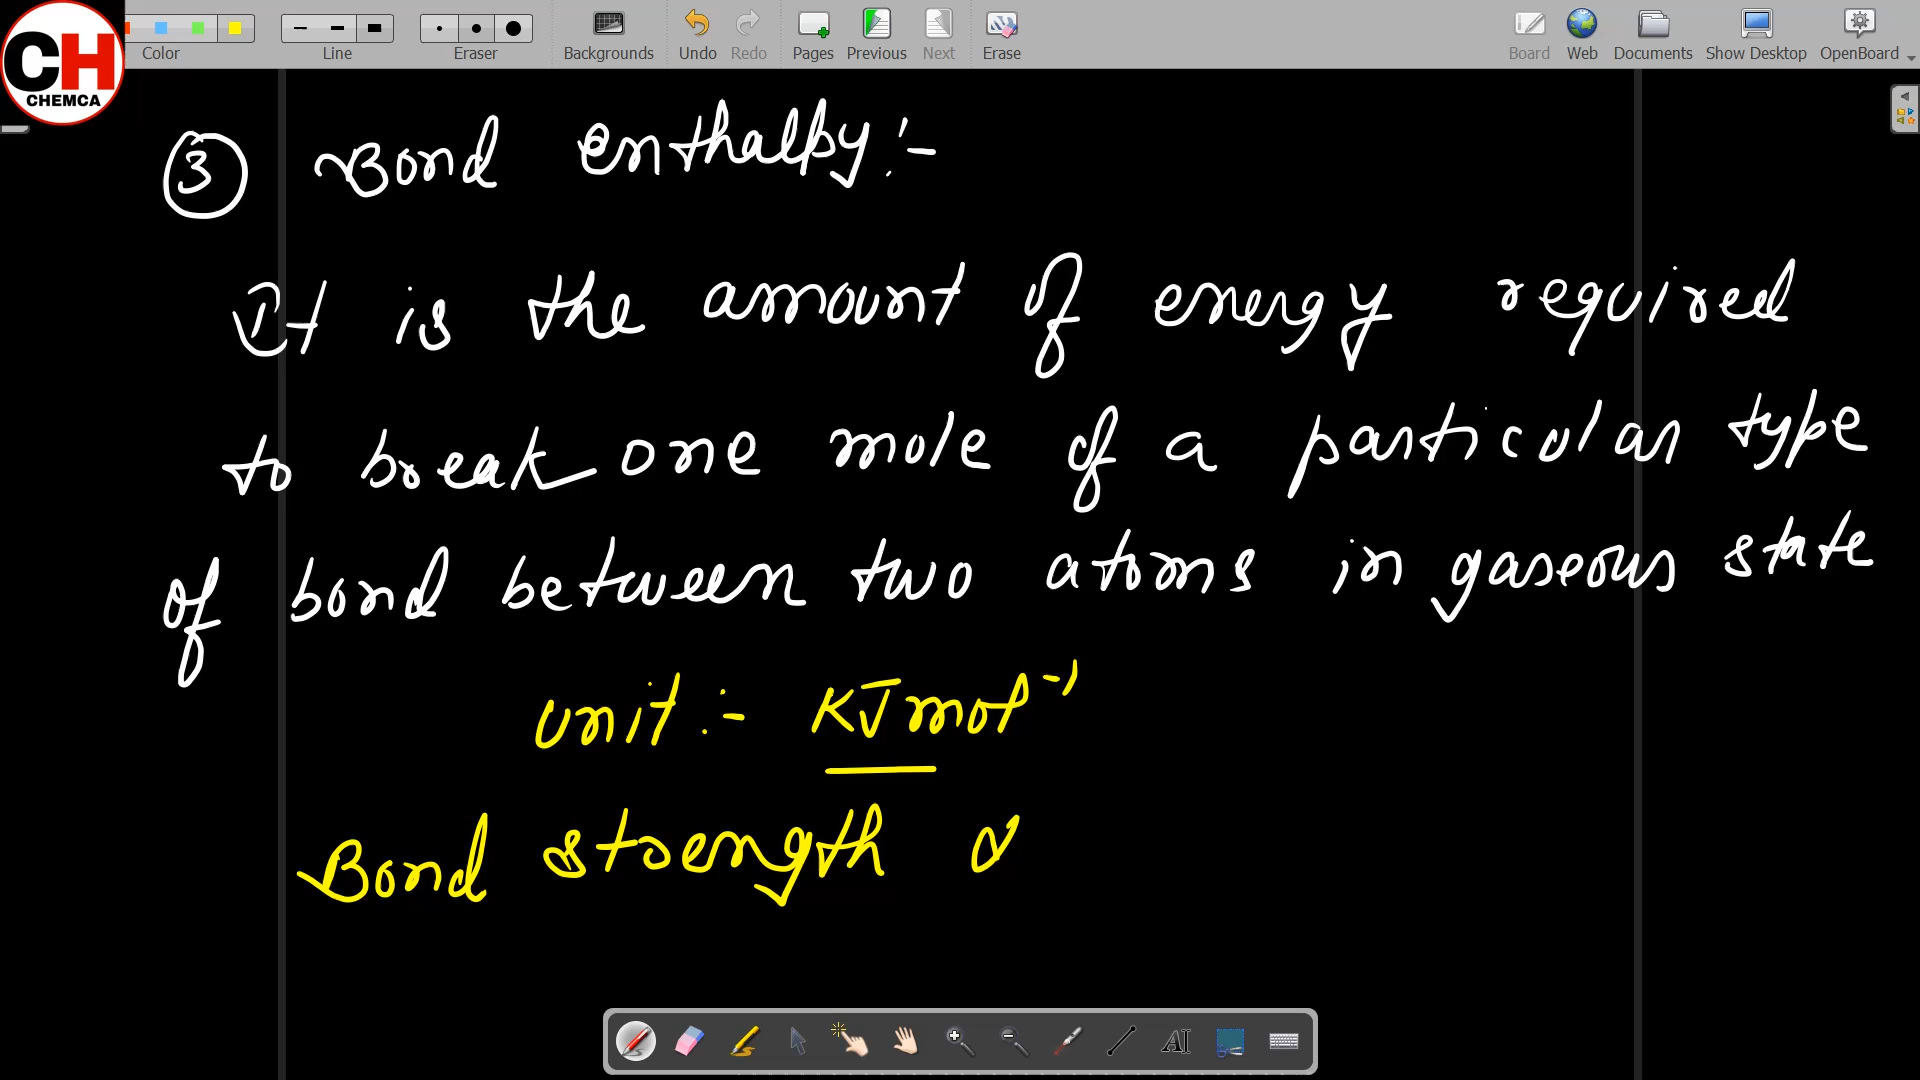 CH
CHEMCA
Color
Line
Eraser
Backgrounds
Undo
Redo
Pages
Previous
Next
Erase
Board
Web
Documents
Show Desktop
OpenBoard
③ Bond enthalpy :-
It is the amount of energy required
to break one mole of a particular type
of bond between two atoms in gaseous state
unit :- KJ mol⁻¹
Bond strength ∝
AI